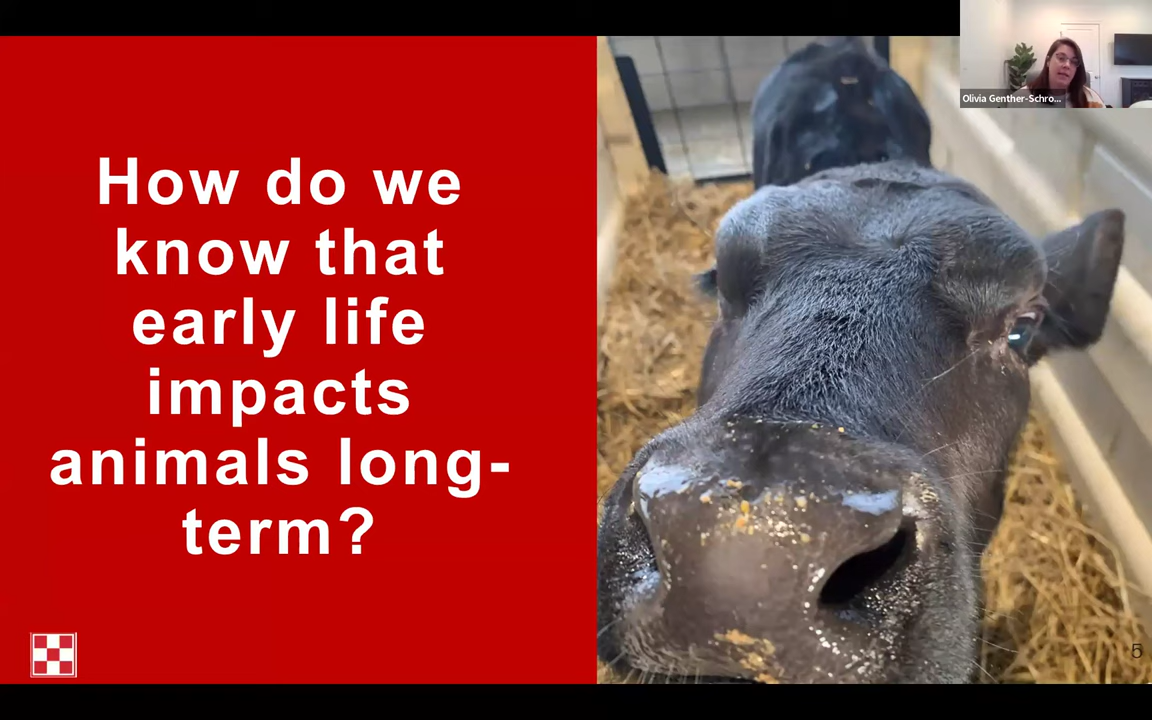 How do we
know that
early life
impacts
animals long-
term?
Olivia Genther-Schro...
5